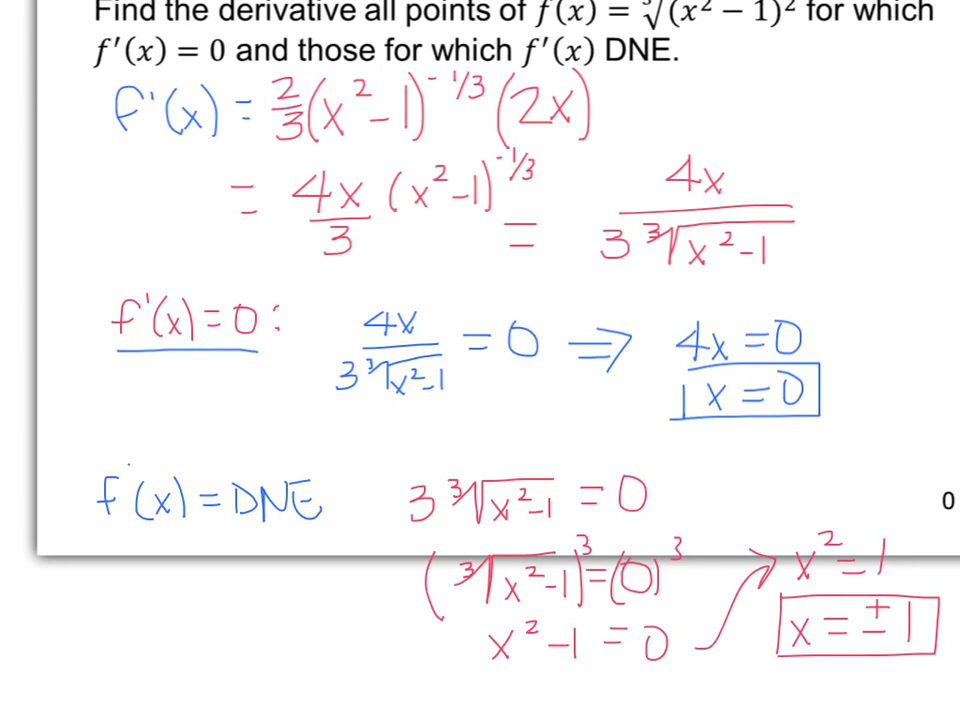 Find the derivative all points of f(x) = ∛(x² − 1)² for which
f′(x) = 0 and those for which f′(x) DNE.
f'(x) = 2/3 (x² - 1)^(-1/3) (2x)
= 4x/3 (x² - 1)^(-1/3) = 4x / (3 ∛(x² - 1))
f'(x) = 0 : 4x / (3 ∛(x² - 1)) = 0 ⇒ 4x = 0
x = 0
f'(x) = DNE 3 ∛(x² - 1) = 0
0
(∛(x² - 1))³ = (0)³ x² = 1
x² - 1 = 0 x = ± 1